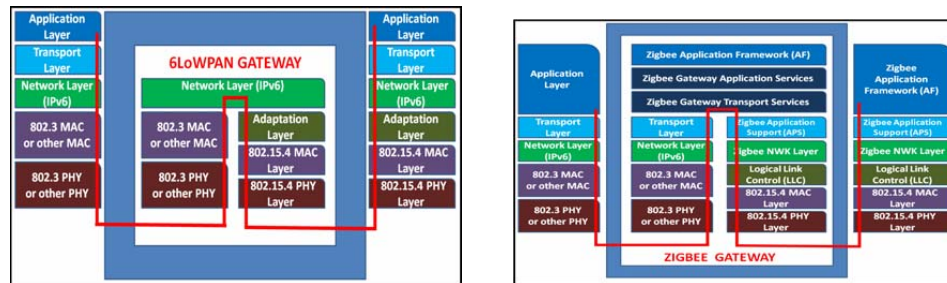 Application
Layer
Transport
Layer
Network Layer
(IPv6)
802.3 MAC
or other MAC
802.3 PHY
or other PHY
6LoWPAN GATEWAY
Network Layer (IPv6)
802.3 MAC
or other MAC
802.3 PHY
or other PHY
Adaptation
Layer
802.15.4 MAC
Layer
802.15.4 PHY
Layer
Application
Layer
Transport
Layer
Network Layer
(IPv6)
Adaptation
Layer
802.15.4 MAC
Layer
802.15.4 PHY
Layer
Application
Layer
Transport
Layer
Network Layer
(IPv6)
802.3 MAC
or other MAC
802.3 PHY
or other PHY
Zigbee Application Framework (AF)
Zigbee Gateway Application Services
Zigbee Gateway Transport Services
Transport
Layer
Network Layer
(IPv6)
802.3 MAC
or other MAC
802.3 PHY
or other PHY
Zigbee Application
Support (APS)
Zigbee NWK Layer
Logical Link
Control (LLC)
802.15.4 MAC
Layer
802.15.4 PHY
Layer
ZIGBEE GATEWAY
Zigbee
Application
Framework (AF)
Zigbee Application
Support (APS)
Zigbee NWK Layer
Logical Link
Control (LLC)
802.15.4 MAC
Layer
802.15.4 PHY
Layer